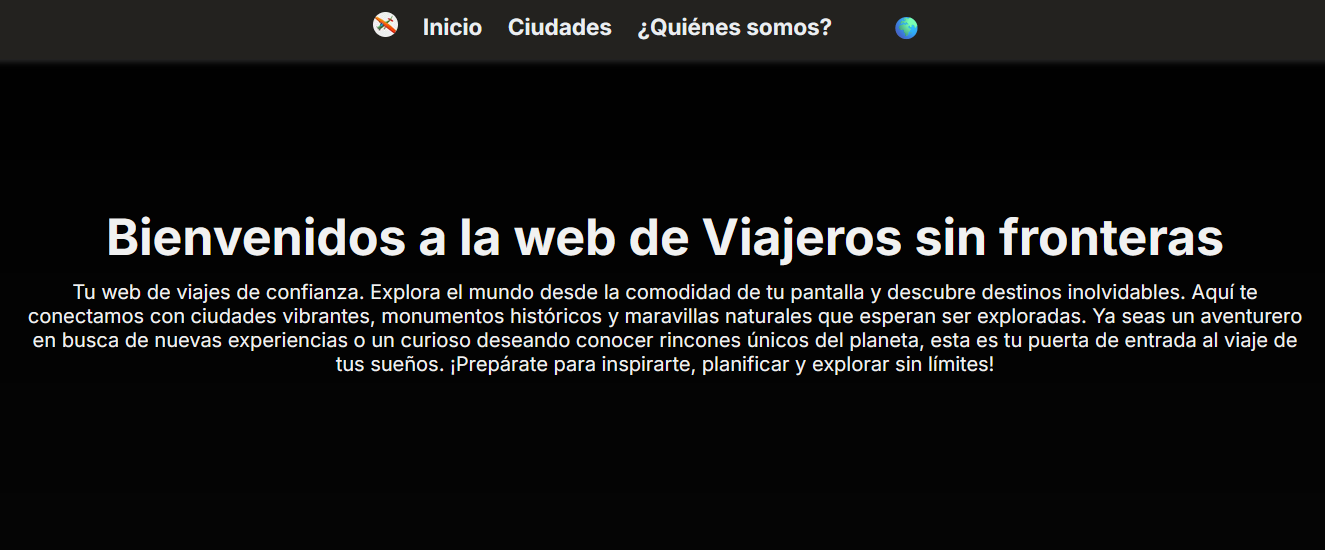 Inicio Ciudades ¿Quiénes somos?
Bienvenidos a la web de Viajeros sin fronteras
Tu web de viajes de confianza. Explora el mundo desde la comodidad de tu pantalla y descubre destinos inolvidables. Aquí te
conectamos con ciudades vibrantes, monumentos históricos y maravillas naturales que esperan ser exploradas. Ya seas un aventurero
en busca de nuevas experiencias o un curioso deseando conocer rincones únicos del planeta, esta es tu puerta de entrada al viaje de
tus sueños. ¡Prepárate para inspirarte, planificar y explorar sin límites!